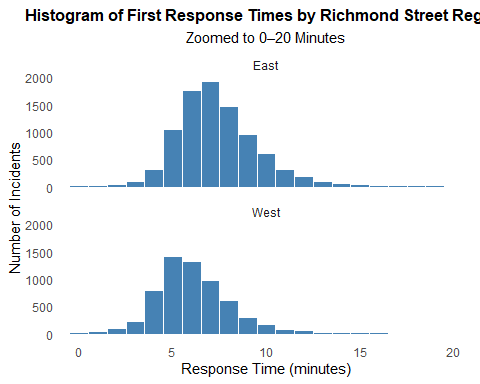 Histogram of First Response Times by Richmond Street Reg
Zoomed to 0–20 Minutes
East
2000
1500
1000
500
0
West
2000
1500
1000
500
0
0 5 10 15 20
Response Time (minutes)
Number of Incidents